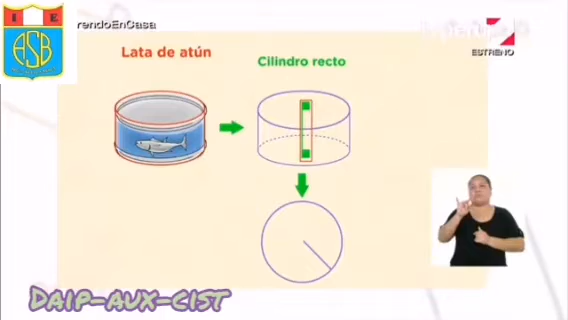 I E
ASB
rendoEnCasa
ESTRENO
Lata de atún
Cilindro recto
DAIP-AUX-CIST